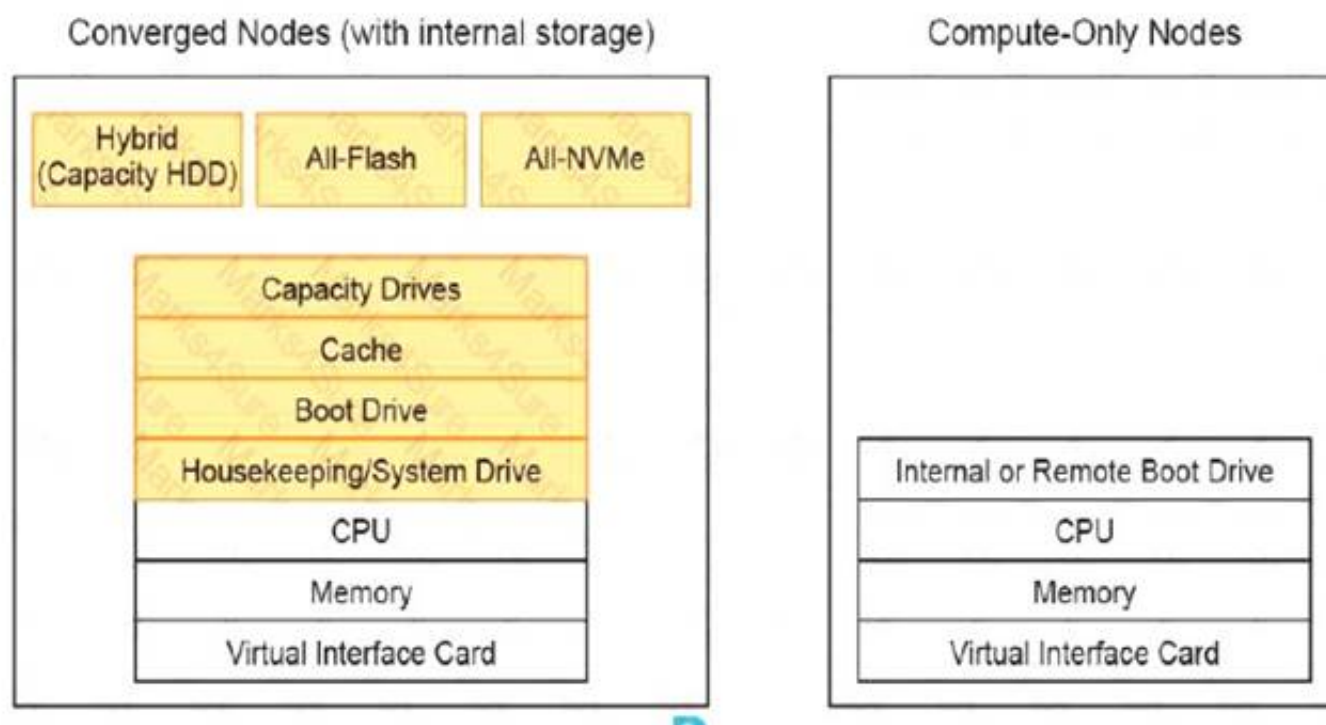 Converged Nodes (with internal storage)
Compute-Only Nodes
Hybrid
(Capacity HDD)
All-Flash
All-NVMe
Capacity Drives
Cache
Boot Drive
Housekeeping/System Drive
CPU
Memory
Virtual Interface Card
Internal or Remote Boot Drive
CPU
Memory
Virtual Interface Card